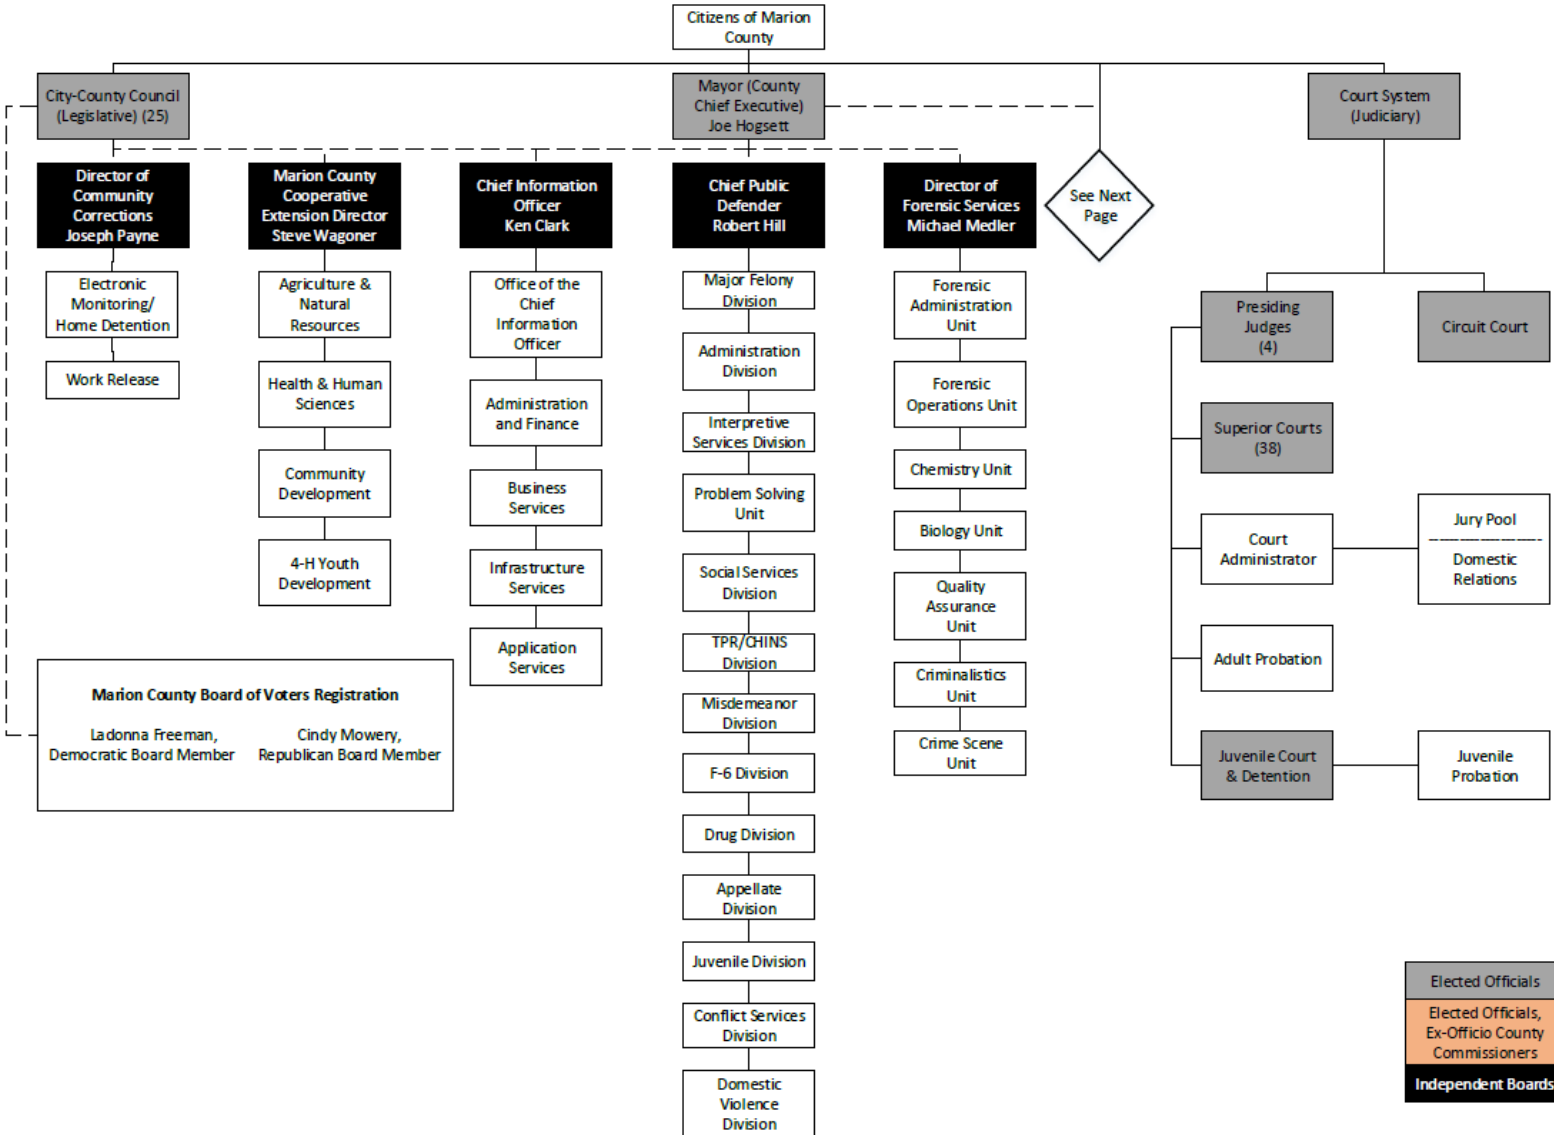 Citizens of Marion
County
City-County Council
(Legislative) (25)
Mayor (County
Chief Executive)
Joe Hogsett
Court System
(Judiciary)
See Next
Page
Director of
Community
Corrections
Joseph Payne
Electronic
Monitoring/
Home Detention
Work Release
Marion County
Cooperative
Extension Director
Steve Wagoner
Agriculture &
Natural
Resources
Health & Human
Sciences
Community
Development
4-H Youth
Development
Chief Information
Officer
Ken Clark
Office of the
Chief
Information
Officer
Administration
and Finance
Business
Services
Infrastructure
Services
Application
Services
Chief Public
Defender
Robert Hill
Major Felony
Division
Administration
Division
Interpretive
Services Division
Problem Solving
Unit
Social Services
Division
TPR/CHINS
Division
Misdemeanor
Division
F-6 Division
Drug Division
Appellate
Division
Juvenile Division
Conflict Services
Division
Domestic
Violence
Division
Director of
Forensic Services
Michael Medler
Forensic
Administration
Unit
Forensic
Operations Unit
Chemistry Unit
Biology Unit
Quality
Assurance
Unit
Criminalistics
Unit
Crime Scene
Unit
Presiding
Judges
(4)
Circuit Court
Superior Courts
(38)
Court
Administrator
Jury Pool
Domestic
Relations
Adult Probation
Juvenile Court
& Detention
Juvenile
Probation
Marion County Board of Voters Registration
Ladonna Freeman,
Democratic Board Member
Cindy Mowery,
Republican Board Member
Elected Officials
Elected Officials,
Ex-Officio County
Commissioners
Independent Boards